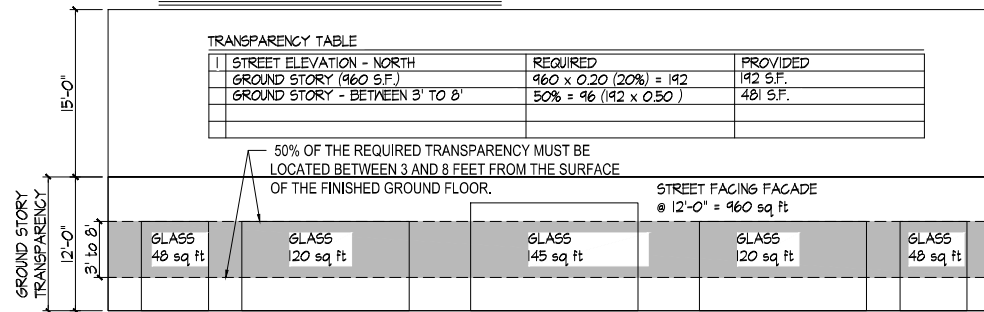 TRANSPARENCY TABLE
1 STREET ELEVATION - NORTH REQUIRED PROVIDED
GROUND STORY (960 S.F.) 960 x 0.20 (20%) = 192 192 S.F.
GROUND STORY - BETWEEN 3' TO 8' 50% = 96 (192 x 0.50 ) 481 S.F.
15'-0"
50% OF THE REQUIRED TRANSPARENCY MUST BE
LOCATED BETWEEN 3 AND 8 FEET FROM THE SURFACE
OF THE FINISHED GROUND FLOOR.
STREET FACING FACADE
@ 12'-0" = 960 sq ft
GROUND STORY
TRANSPARENCY
12'-0"
3' to 8'
GLASS
48 sq ft
GLASS
120 sq ft
GLASS
145 sq ft
GLASS
120 sq ft
GLASS
48 sq ft